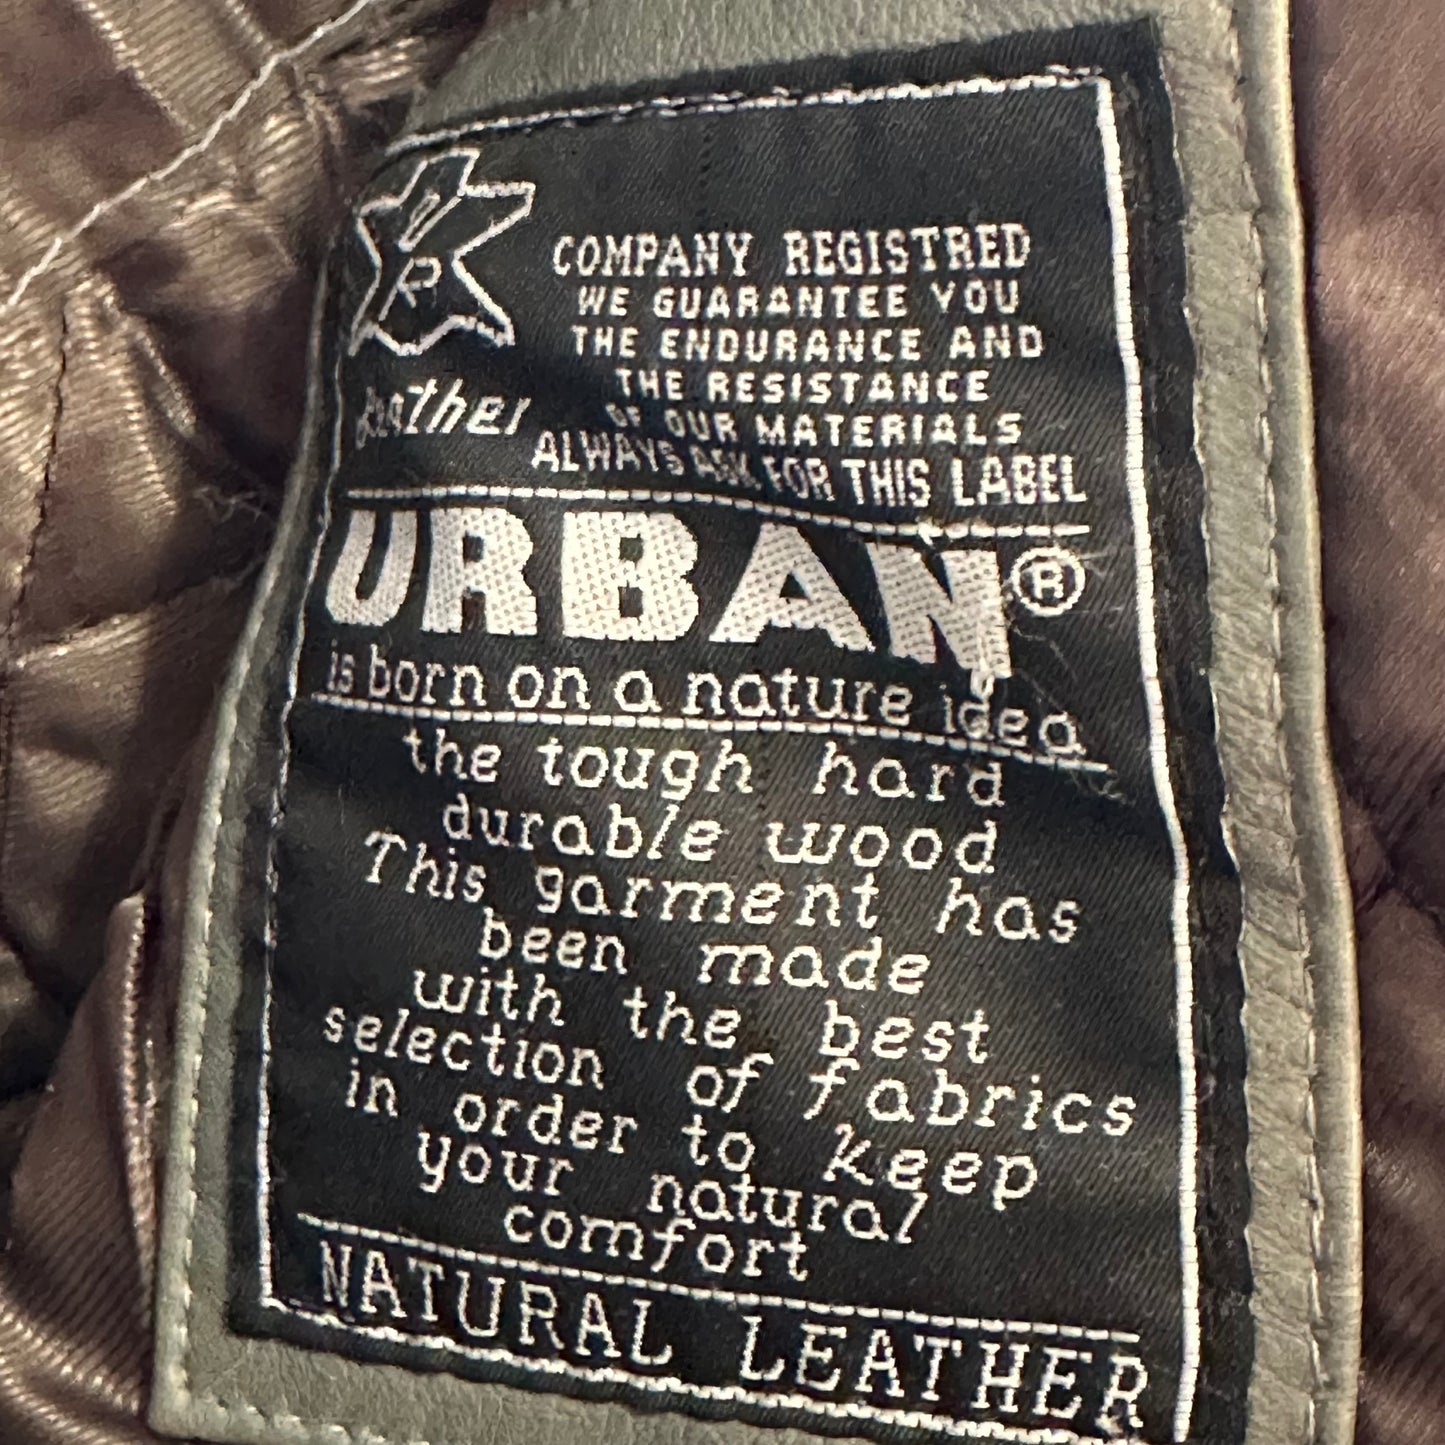 U
R
Leather
COMPANY REGISTRED
WE GUARANTEE YOU
THE ENDURANCE AND
THE RESISTANCE
OF OUR MATERIALS
ALWAYS ASK FOR THIS LABEL
URBAN®
is born on a nature idea
the tough hard
durable wood
This garment has
been made
with the best
selection of fabrics
in order to keep
your natural
comfort
NATURAL LEATHER